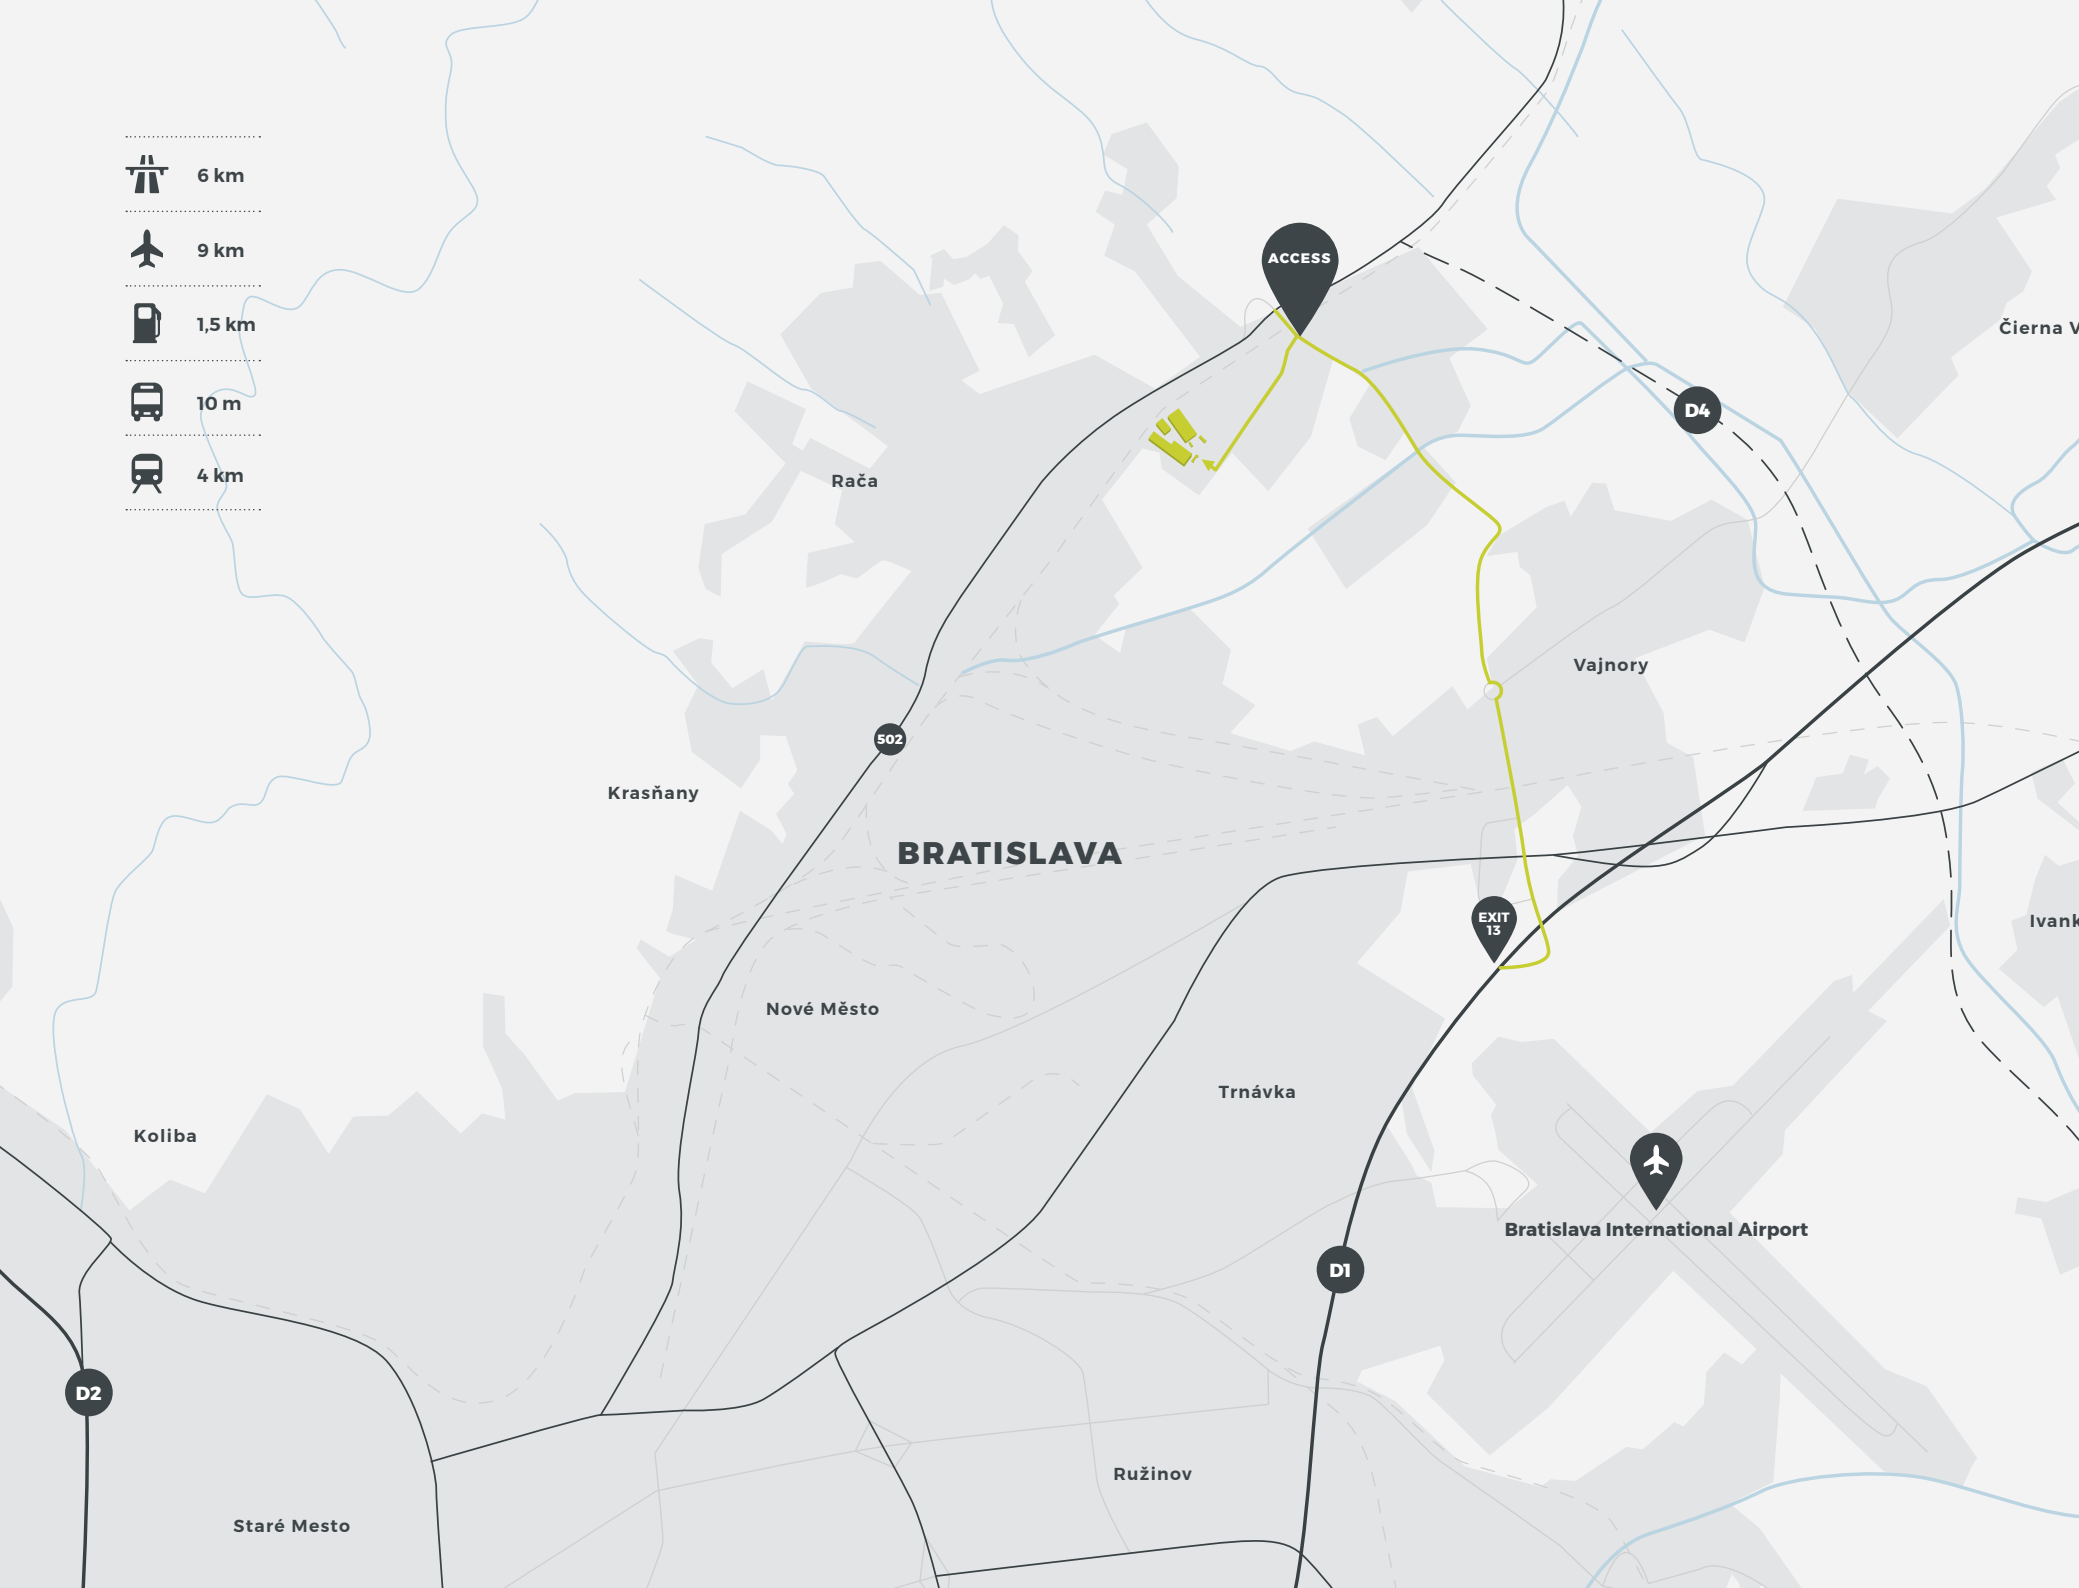 6 km
9 km
1,5 km
10 m
4 km
ACCESS
Čierna V
D4
Rača
Vajnory
502
Krasňany
BRATISLAVA
EXIT
13
Ivank
Nové Město
Trnávka
Koliba
Bratislava International Airport
D1
D2
Ružinov
Staré Mesto